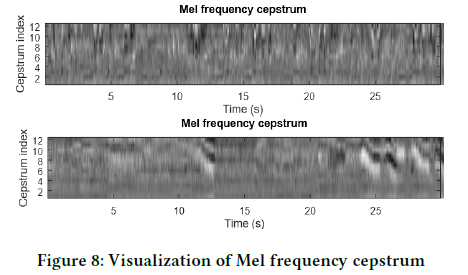 Mel frequency cepstrum
Cepstrum index
12
10
8
6
4
2
5 10 15 20 25
Time (s)
Mel frequency cepstrum
Cepstrum index
12
10
8
6
4
2
5 10 15 20 25
Time (s)
Figure 8: Visualization of Mel frequency cepstrum